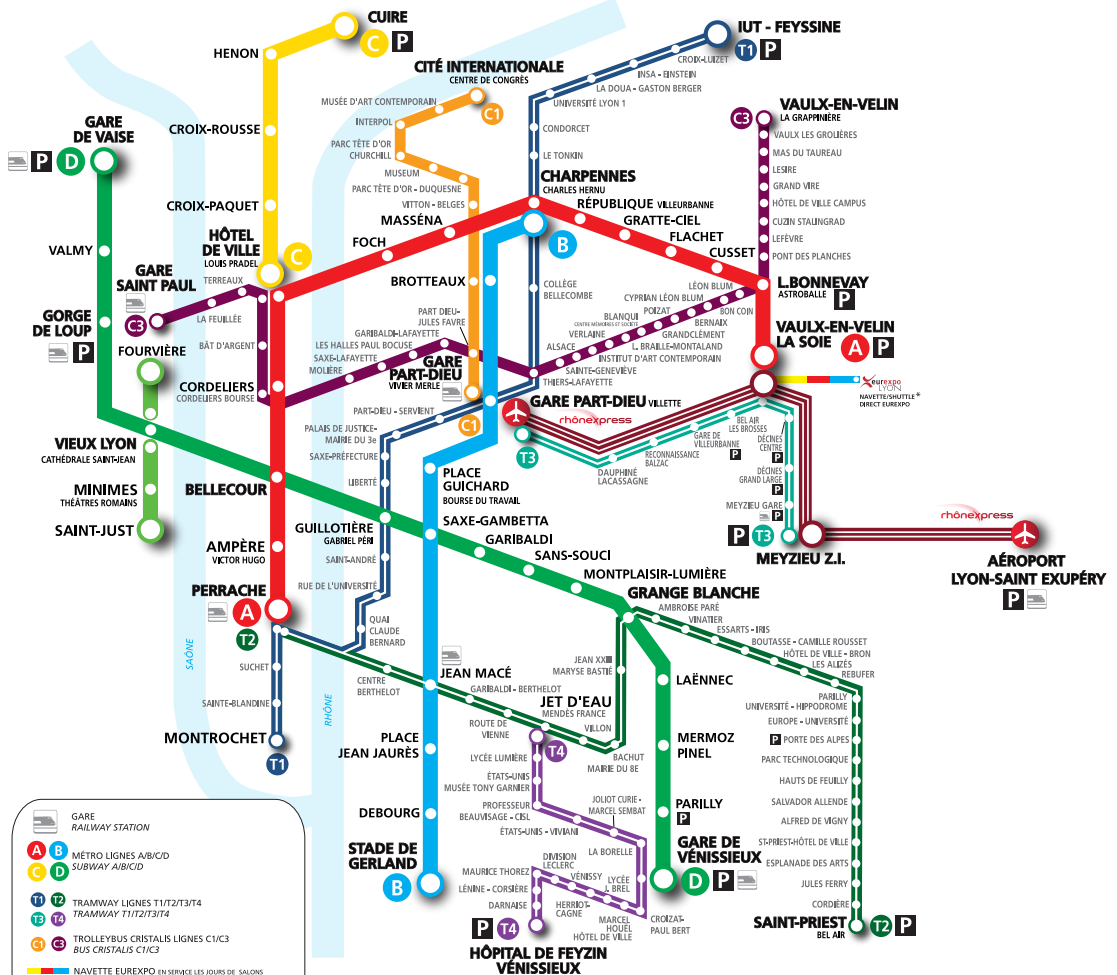 CUIRE
C P
HENON
CROIX-ROUSSE
CROIX-PAQUET
HÔTEL
DE VILLE
LOUIS PRADEL
C
GARE
DE VAISE
P D
VALMY
GORGE
DE LOUP
P
GARE
SAINT PAUL
C3
TERREAUX
LA FEUILLÉE
BÂT D'ARGENT
FOURVIÈRE
CORDELIERS
CORDELIERS BOURSE
VIEUX LYON
CATHÉDRALE SAINT-JEAN
MINIMES
THÉÂTRES ROMAINS
SAINT-JUST
BELLECOUR
AMPÈRE
VICTOR HUGO
PERRACHE
A
T2
SUCHET
SAINTE-BLANDINE
MONTROCHET
T1
SAÔNE
RHÔNE
CITÉ INTERNATIONALE
CENTRE DE CONGRÈS
C1
MUSÉE D'ART CONTEMPORAIN
INTERPOL
PARC TÊTE D'OR
CHURCHILL
MUSEUM
PARC TÊTE D'OR - DUQUESNE
VITTON - BELGES
MASSÉNA
FOCH
BROTTEAUX
PART DIEU-
JULES FAVRE
GARIBALDI-LAFAYETTE
LES HALLES PAUL BOCUSE
SAXE-LAFAYETTE
MOLIÈRE
GARE
PART-DIEU
VIVIER MERLE
C1
IUT - FEYSSINE
T1 P
CROIX-LUIZET
INSA - EINSTEIN
LA DOUA - GASTON BERGER
UNIVERSITÉ LYON 1
CONDORCET
LE TONKIN
CHARPENNES
CHARLES HERNU
B
RÉPUBLIQUE VILLEURBANNE
GRATTE-CIEL
FLACHET
CUSSET
L.BONNEVAY
ASTROBALLE P
VAULX-EN-VELIN
LA SOIE
A P
VAULX-EN-VELIN
LA GRAPPINIÈRE
C3
VAULX LES GROLIÈRES
MAS DU TAUREAU
LESIRE
GRAND VIRE
HÔTEL DE VILLE CAMPUS
CUZIN STALINGRAD
LEFÈVRE
PONT DES PLANCHES
LÉON BLUM
CYPRIAN LÉON BLUM
BON COIN
POIZAT
BERNAIX
BLANQUI
CENTRE MÉMOIRES ET SOCIÉTÉ
GRANDCLÉMENT
VERLAINE
L. BRAILLE-MONTALAND
ALSACE
INSTITUT D'ART CONTEMPORAIN
SAINTE-GENEVIÈVE
THIERS-LAFAYETTE
COLLÈGE
BELLECOMBE
PART-DIEU - SERVIENT
PALAIS DE JUSTICE-
MAIRIE DU 3e
SAXE-PRÉFECTURE
LIBERTÉ
GUILLOTIÈRE
GABRIEL PÉRI
SAINT-ANDRÉ
RUE DE L'UNIVERSITÉ
QUAI
CLAUDE
BERNARD
CENTRE
BERTHELOT
GARE PART-DIEU VILLETTE
rhônexpress
T3
DAUPHINÉ
LACASSAGNE
RECONNAISSANCE
BALZAC
GARE DE
VILLEURBANNE
P
BEL AIR
LES BROSSES
DÉCINES
CENTRE
P
DÉCINES
GRAND LARGE
P
MEYZIEU GARE
P
P T3
MEYZIEU Z.I.
eurexpo
LYON
NAVETTE/SHUTTLE *
DIRECT EUREXPO
rhônexpress
AÉROPORT
LYON-SAINT EXUPÉRY
P
PLACE
GUICHARD
BOURSE DU TRAVAIL
SAXE-GAMBETTA
GARIBALDI
SANS-SOUCI
MONTPLAISIR-LUMIÈRE
GRANGE BLANCHE
AMBROISE PARÉ
VINATIER
ESSARTS - IRIS
BOUTASSE - CAMILLE ROUSSET
HÔTEL DE VILLE - BRON
LES ALIZÉS
REBUFER
PARILLY
UNIVERSITÉ - HIPPODROME
EUROPE - UNIVERSITÉ
P PORTE DES ALPES
PARC TECHNOLOGIQUE
HAUTS DE FEUILLY
SALVADOR ALLENDE
ALFRED DE VIGNY
ST-PRIEST-HÔTEL DE VILLE
ESPLANADE DES ARTS
JULES FERRY
CORDIÈRE
SAINT-PRIEST
BEL AIR
T2 P
JEAN XXIII
MARYSE BASTIÉ
LAËNNEC
MERMOZ
PINEL
PARILLY
P
GARE DE
VÉNISSIEUX
D P
JEAN MACÉ
GARIBALDI - BERTHELOT
ROUTE DE
VIENNE
JET D'EAU
MENDÈS FRANCE
VILLON
BACHUT
MAIRIE DU 8E
T4
LYCÉE LUMIÈRE
ÉTATS-UNIS
MUSÉE TONY GARNIER
PROFESSEUR
BEAUVISAGE - CISL
ÉTATS-UNIS - VIVIANI
JOLIOT CURIE -
MARCEL SEMBAT
LA BORELLE
LYCÉE
J. BREL
CROIZAT-
PAUL BERT
MARCEL
HOUËL
HÔTEL DE VILLE
VÉNISSY
HERRIOT-
CAGNE
DIVISION
LECLERC
MAURICE THOREZ
LÉNINE - CORSIÈRE
DARNAISE
P T4
HÔPITAL DE FEYZIN
VÉNISSIEUX
PLACE
JEAN JAURÈS
DEBOURG
STADE DE
GERLAND
B
GARE
RAILWAY STATION
A B
C D
MÉTRO LIGNES A/B/C/D
SUBWAY A/B/C/D
T1 T2
T3 T4
TRAMWAY LIGNES T1/T2/T3/T4
TRAMWAY T1/T2/T3/T4
C1 C3
TROLLEYBUS CRISTALIS LIGNES C1/C3
BUS CRISTALIS C1/C3
NAVETTE EUREXPO EN SERVICE LES JOURS DE SALONS